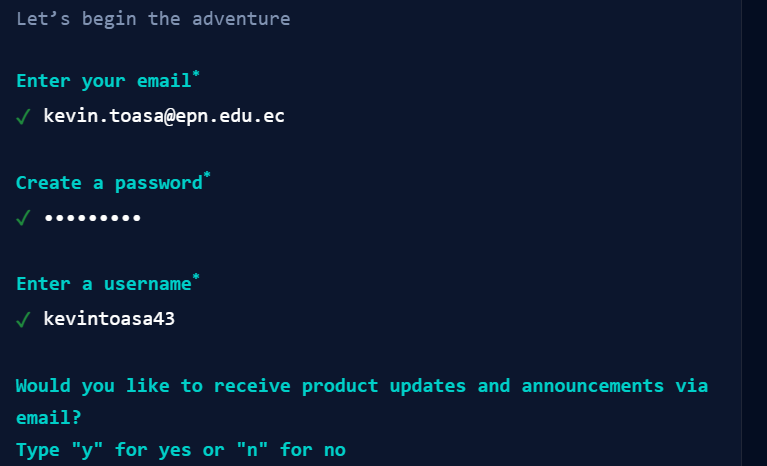 Let’s begin the adventure
Enter your email*
✓ kevin.toasa@epn.edu.ec
Create a password*
✓ •••••••••
Enter a username*
✓ kevintoasa43
Would you like to receive product updates and announcements via
email?
Type "y" for yes or "n" for no